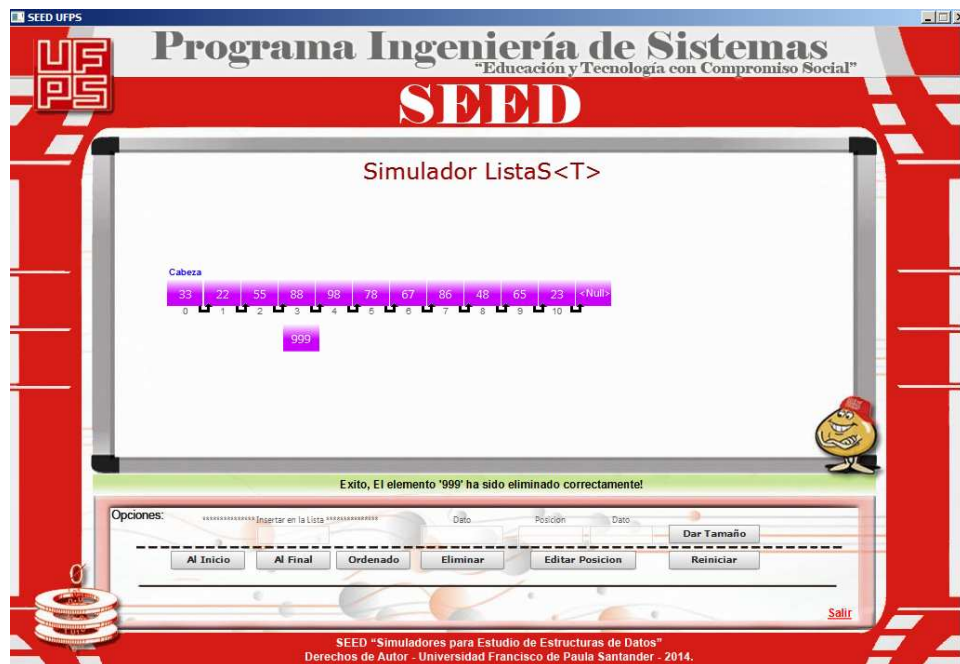 SEED UFPS
UFPS
Programa Ingeniería de Sistemas
“Educación y Tecnología con Compromiso Social”
SEED
Simulador ListaS<T>
Cabeza
33 22 55 88 98 78 67 86 48 65 23 <Null>
0 1 2 3 4 5 6 7 8 9 10
999
Exito, El elemento '999' ha sido eliminado correctamente!
Opciones:
**************Insertar en la Lista************** Dato Posicion Dato
Dar Tamaño
Al Inicio Al Final Ordenado Eliminar Editar Posicion Reiniciar
Salir
SEED “Simuladores para Estudio de Estructuras de Datos”
Derechos de Autor - Universidad Francisco de Paula Santander - 2014.